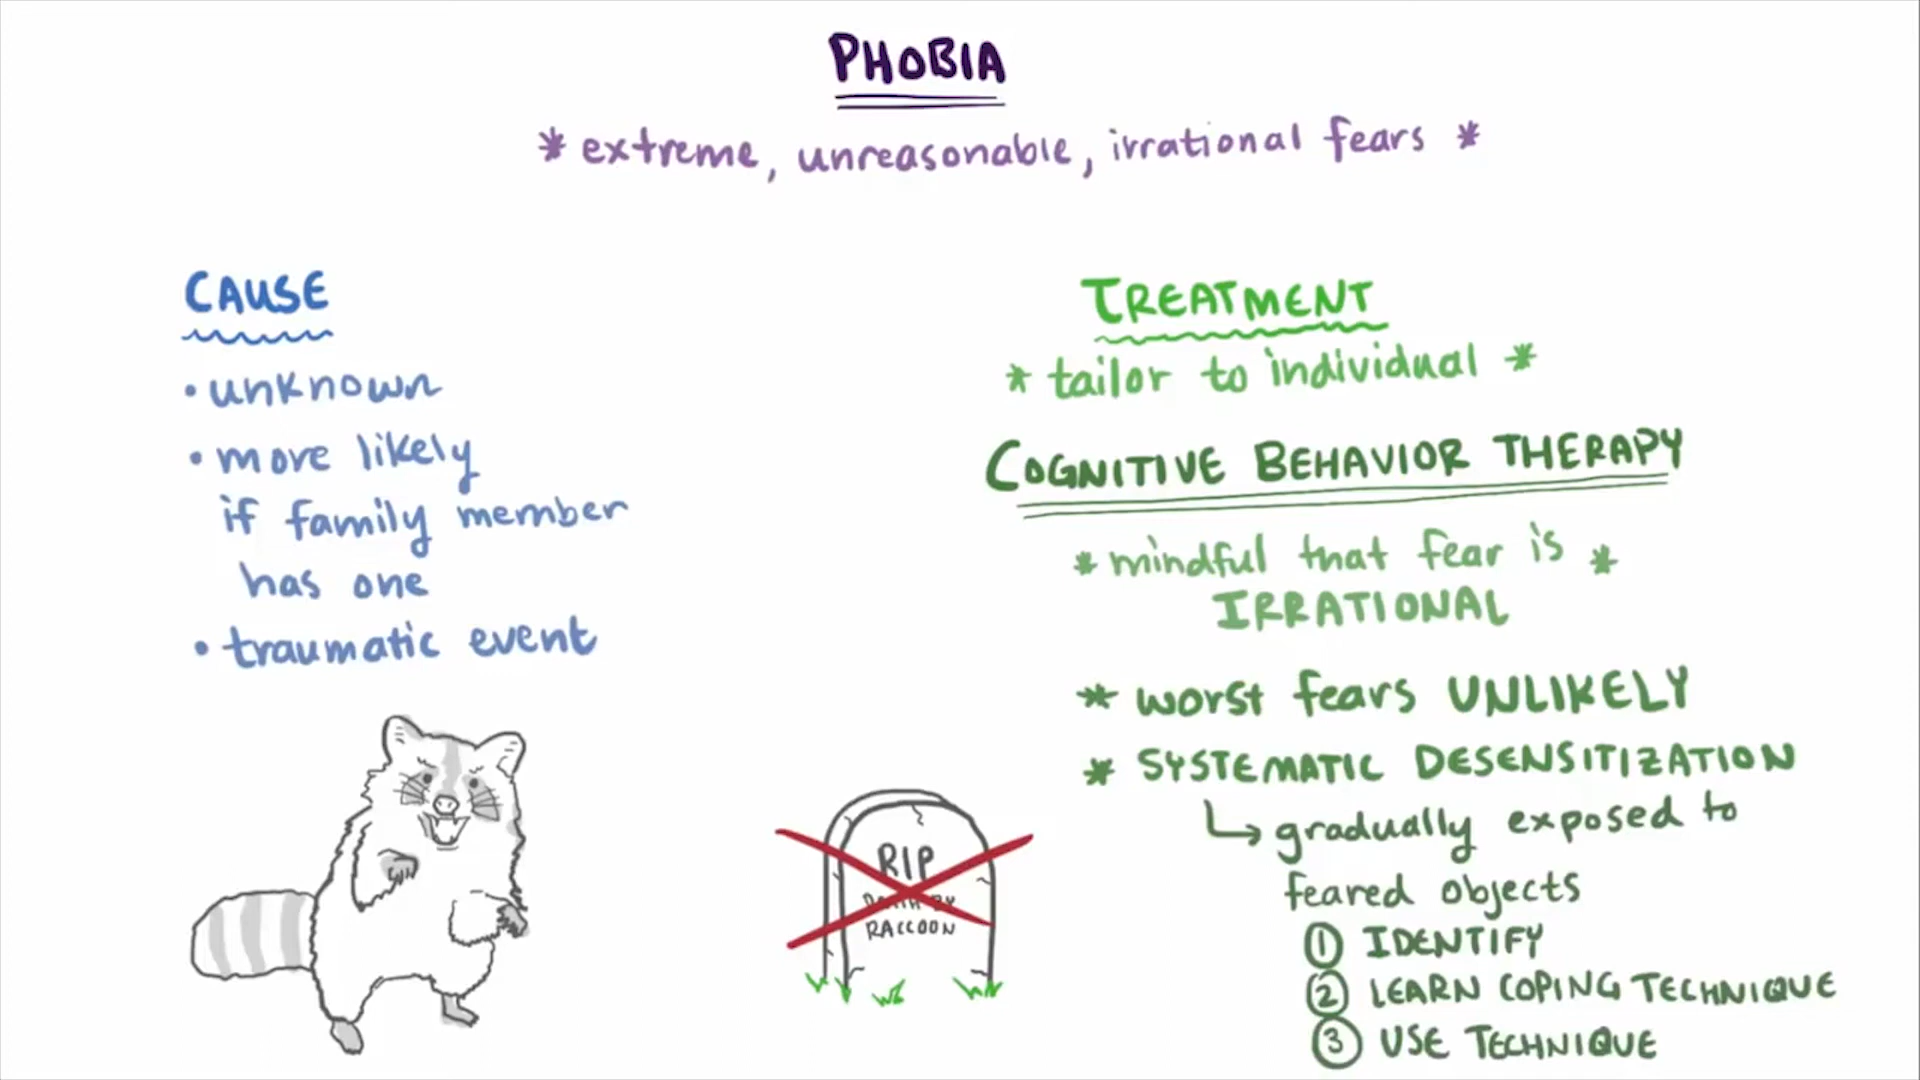 PHOBIA
* extreme, unreasonable, irrational fears *
CAUSE
• unknown
• more likely
if family member
has one
• traumatic event
TREATMENT
* tailor to individual *
COGNITIVE BEHAVIOR THERAPY
* mindful that fear is *
IRRATIONAL
* worst fears UNLIKELY
* SYSTEMATIC DESENSITIZATION
↳ gradually exposed to
feared objects
① IDENTIFY
② LEARN COPING TECHNIQUE
③ USE TECHNIQUE
RIP
DEATH BY
RACCOON